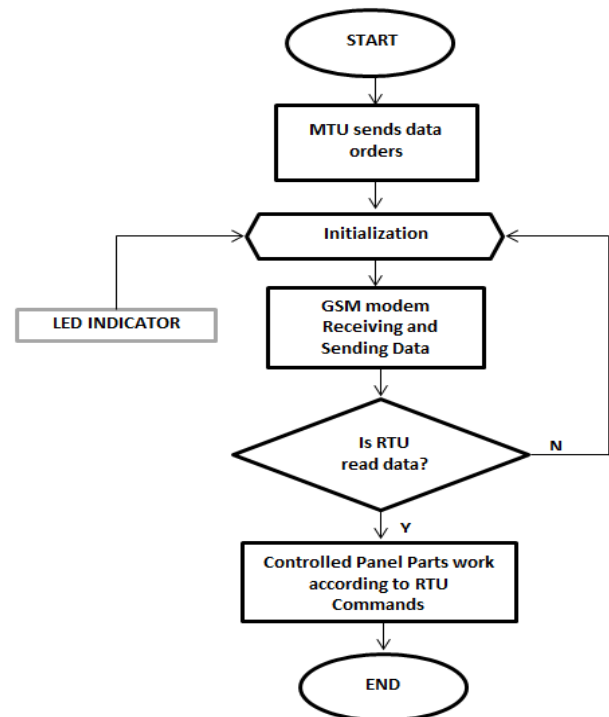 START
MTU sends data
orders
Initialization
GSM modem
Receiving and
Sending Data
LED INDICATOR
Is RTU
read data?
N
Y
Controlled Panel Parts work
according to RTU
Commands
END